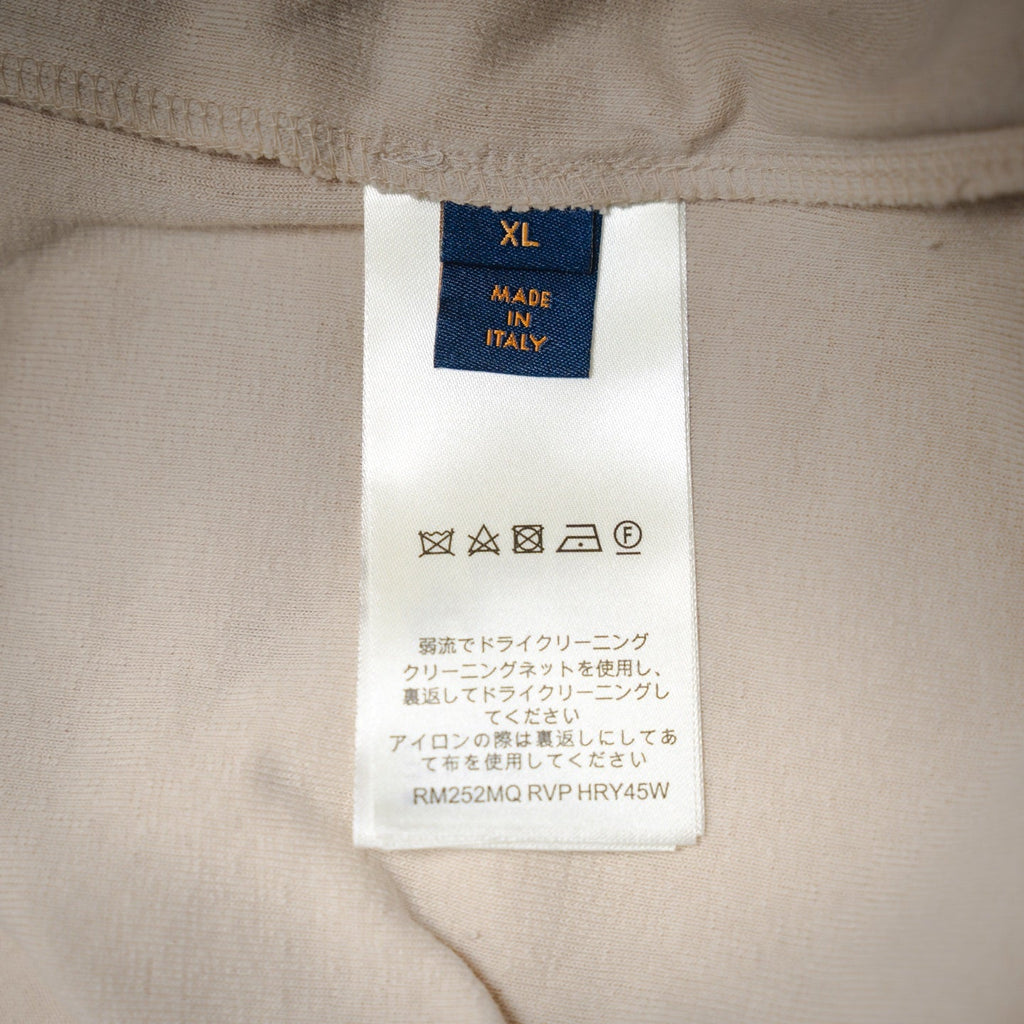 XL
MADE
IN
ITALY
F
弱流でドライクリーニング
クリーニングネットを使用し、
裏返してドライクリーニングし
てください
アイロンの際は裏返しにしてあ
て布を使用してください
RM252MQ RVP HRY45W